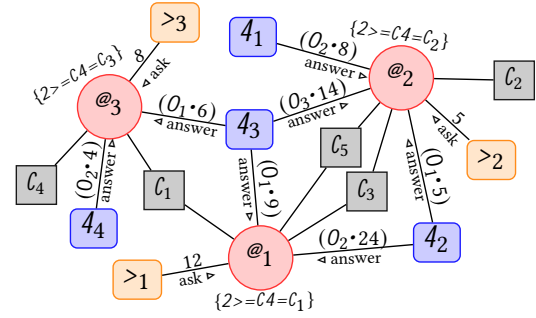 >₃
{2>=C4=C₃}
8
◁ ask
4₁
(O₂·8)
answer ▷
{2>=C4=C₂}
@₃
(O₁·6)
◁ answer
4₃
(O₃·14)
answer ▷
@₂
C₂
5
◁ ask
>₂
C₄
(O₂·4)
answer ▷
4₄
C₁
(O₁·9)
answer ▷
C₅
C₃
(O₁·5)
◁ answer
4₂
>₁
12
ask ▷
@₁
(O₂·24)
◁ answer
{2>=C4=C₁}